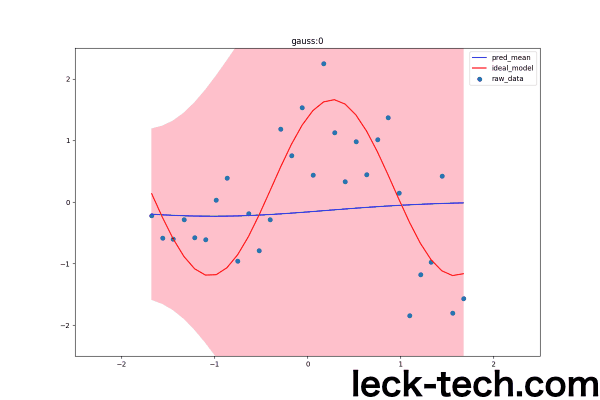 gauss:0
pred_mean
ideal_model
raw_data
2
1
0
−1
−2
−2
−1
0
1
2
leck-tech.com